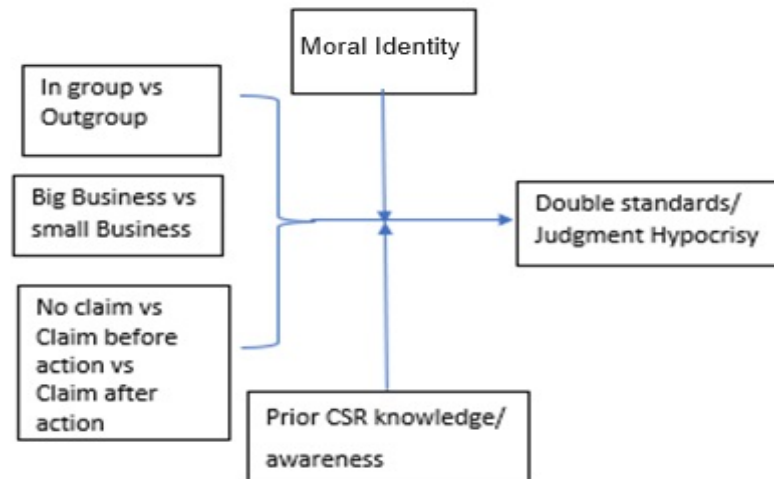 Moral Identity
In group vs
Outgroup
Big Business vs
small Business
No claim vs
Claim before
action vs
Claim after
action
Double standards/
Judgment Hypocrisy
Prior CSR knowledge/
awareness